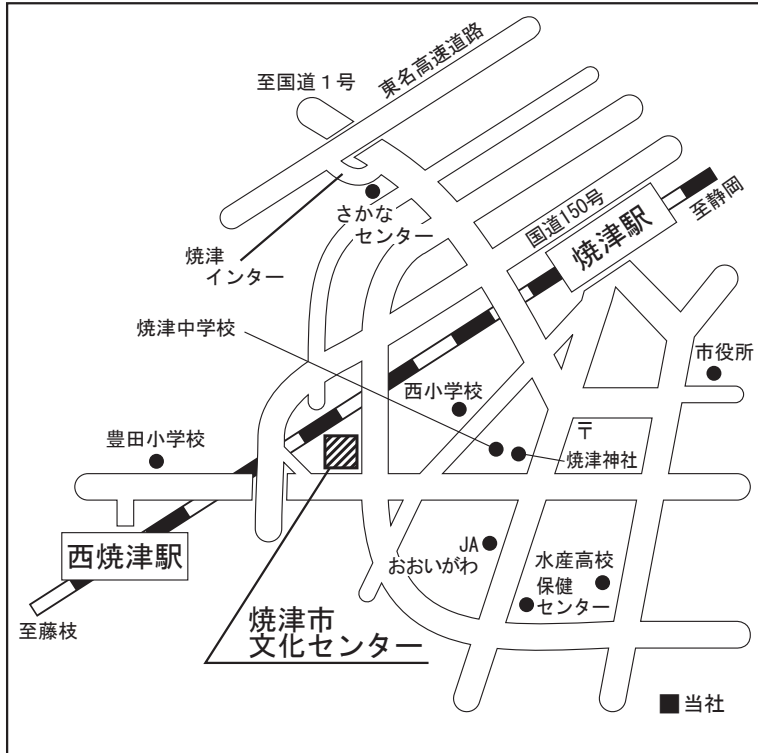 至国道１号
東名高速道路
さかな
センター
焼津
インター
国道150号
焼津駅
至静岡
焼津中学校
西小学校
市役所
豊田小学校
〒
焼津神社
西焼津駅
JA
おおいがわ
水産高校
保健
センター
至藤枝
焼津市
文化センター
当社